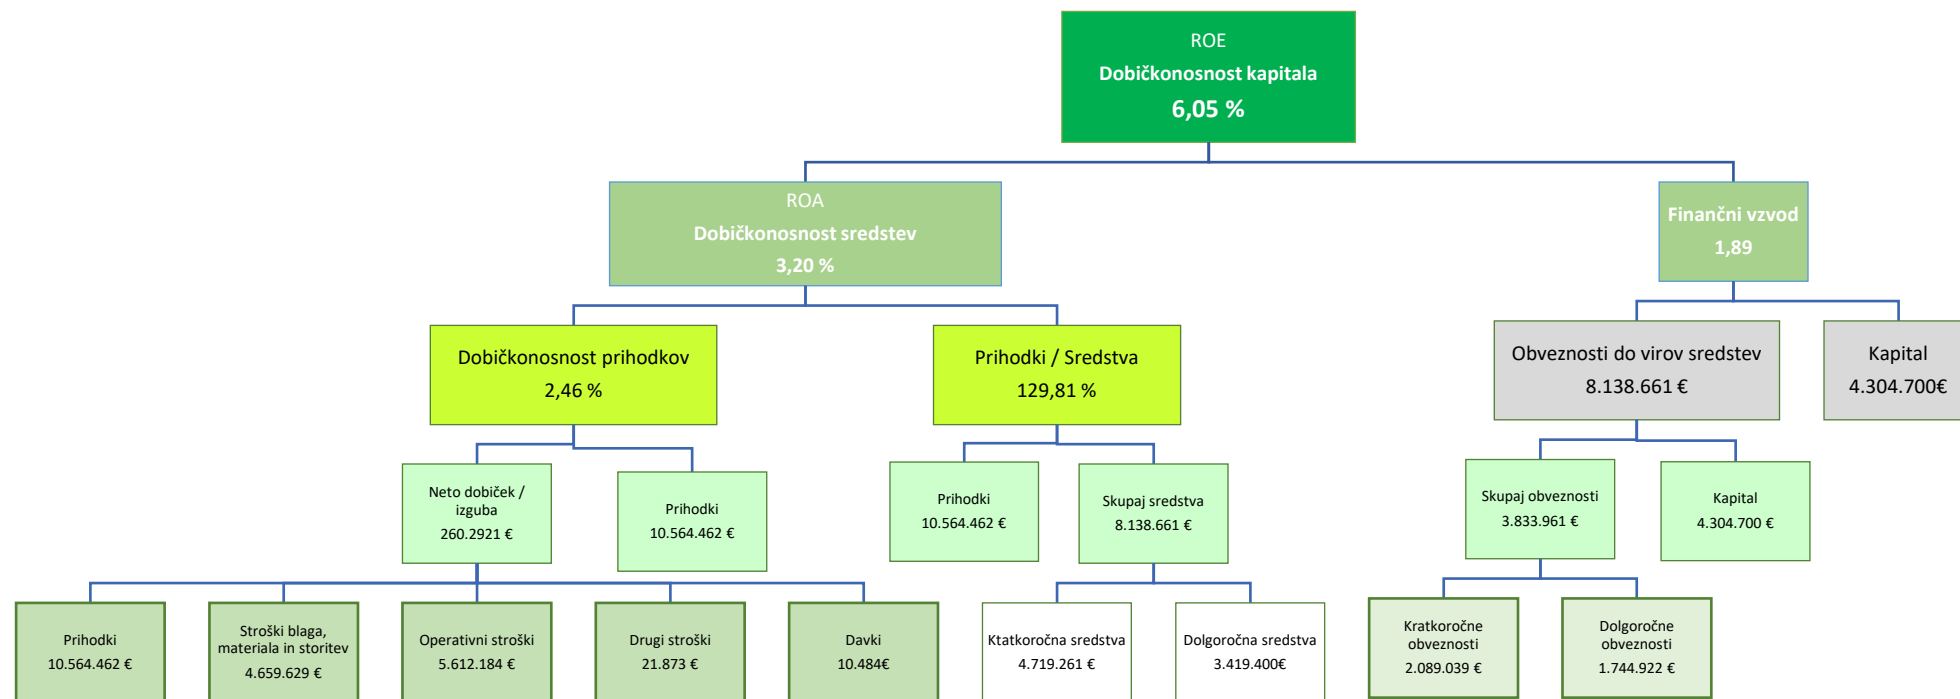 ROE
Dobičkonosnost kapitala
6,05 %
ROA
Dobičkonosnost sredstev
3,20 %
Finančni vzvod
1,89
Dobičkonosnost prihodkov
2,46 %
Prihodki / Sredstva
129,81 %
Obveznosti do virov sredstev
8.138.661 €
Kapital
4.304.700€
Neto dobiček /
izguba
260.2921 €
Prihodki
10.564.462 €
Prihodki
10.564.462 €
Skupaj sredstva
8.138.661 €
Skupaj obveznosti
3.833.961 €
Kapital
4.304.700 €
Prihodki
10.564.462 €
Stroški blaga,
materiala in storitev
4.659.629 €
Operativni stroški
5.612.184 €
Drugi stroški
21.873 €
Davki
10.484€
Ktatkoročna sredstva
4.719.261 €
Dolgoročna sredstva
3.419.400€
Kratkoročne
obveznosti
2.089.039 €
Dolgoročne
obveznosti
1.744.922 €